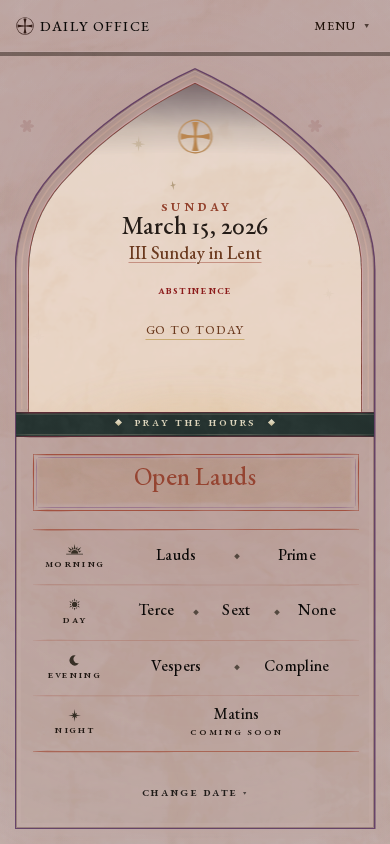 DAILY OFFICE
MENU
SUNDAY
March 15, 2026
III Sunday in Lent
ABSTINENCE
GO TO TODAY
PRAY THE HOURS
Open Lauds
MORNING
Lauds
Prime
DAY
Terce
Sext
None
EVENING
Vespers
Compline
NIGHT
Matins
COMING SOON
CHANGE DATE